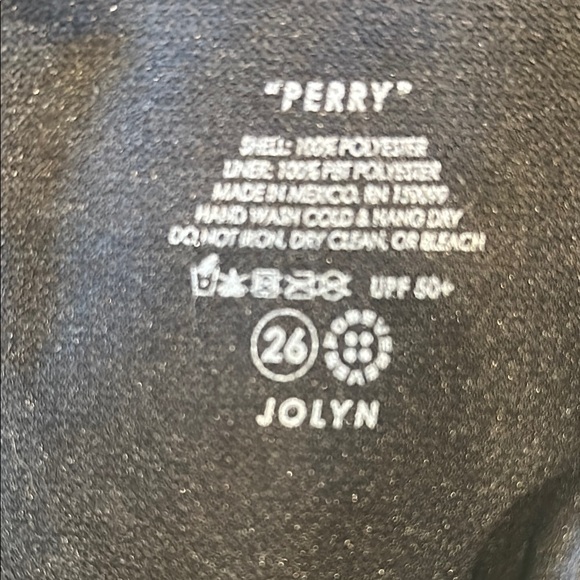 "PERRY"
SHELL: 100% POLYESTER
LINER: 100% PBT POLYESTER
MADE IN MEXICO. RN
HAND WASH COLD & HANG DRY
DO NOT IRON, DRY CLEAN, OR BLEACH
UPF 50+
26
JOLYN